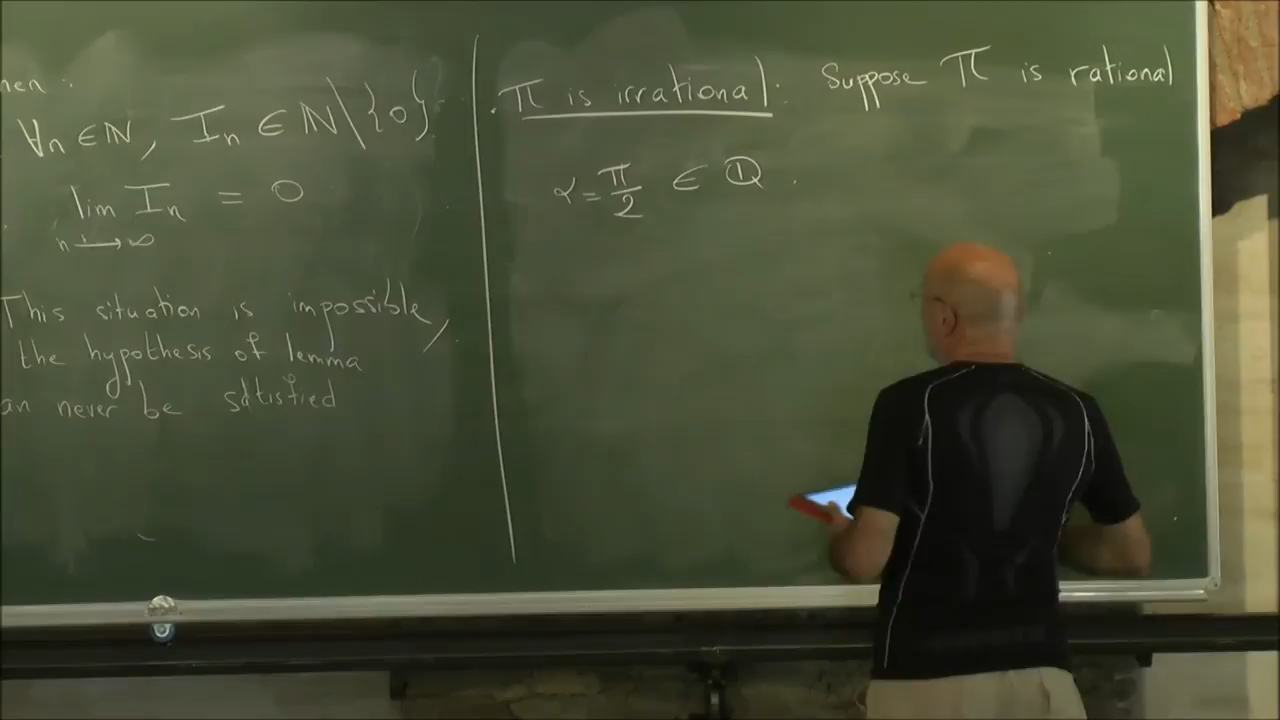 hen :
∀n ∈ ℕ, Iₙ ∈ ℕ\{0}
lim Iₙ = 0
n → ∞
This situation is impossible,
the hypothesis of lemma
an never be satisfied
π is irrational : Suppose π is rational
α = π/2 ∈ ℚ .